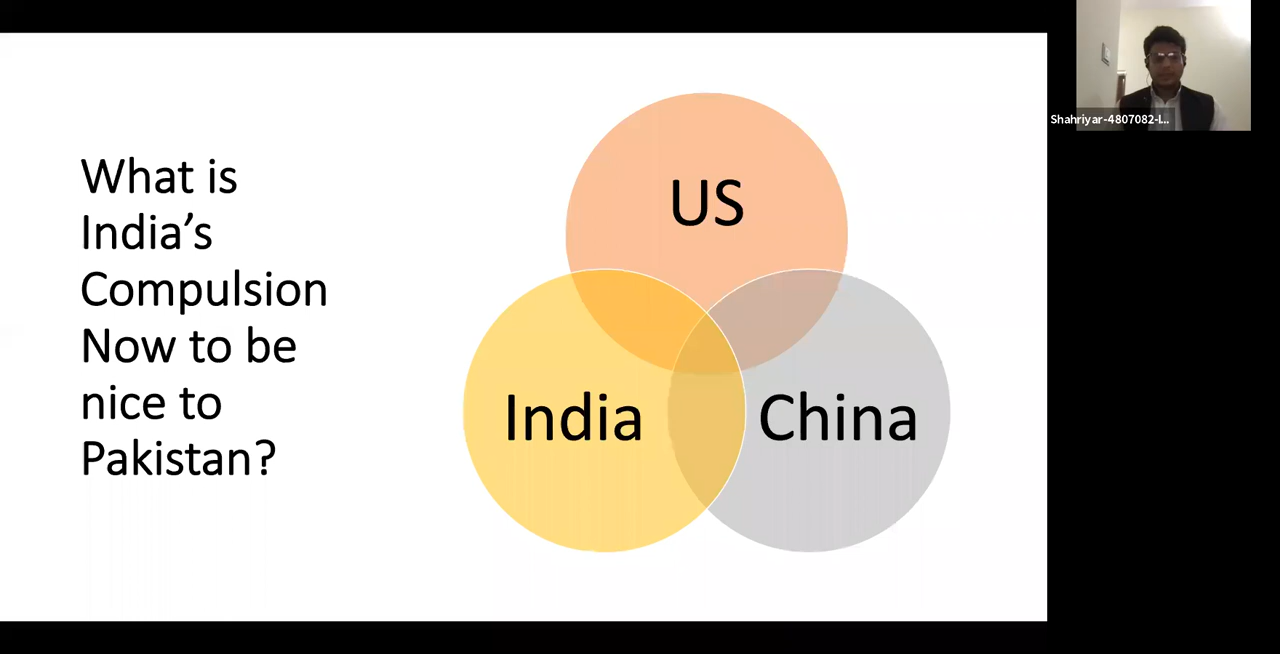 What is
India’s
Compulsion
Now to be
nice to
Pakistan?
US
India
China
Shahriyar-4807082-I...